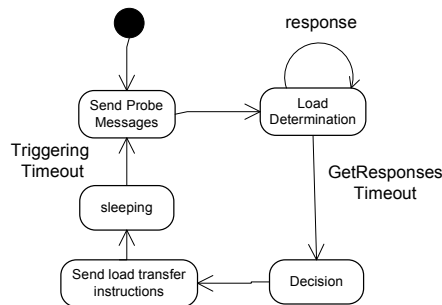 response
Send Probe
Messages
Load
Determination
Triggering
Timeout
GetResponses
Timeout
sleeping
Send load transfer
instructions
Decision